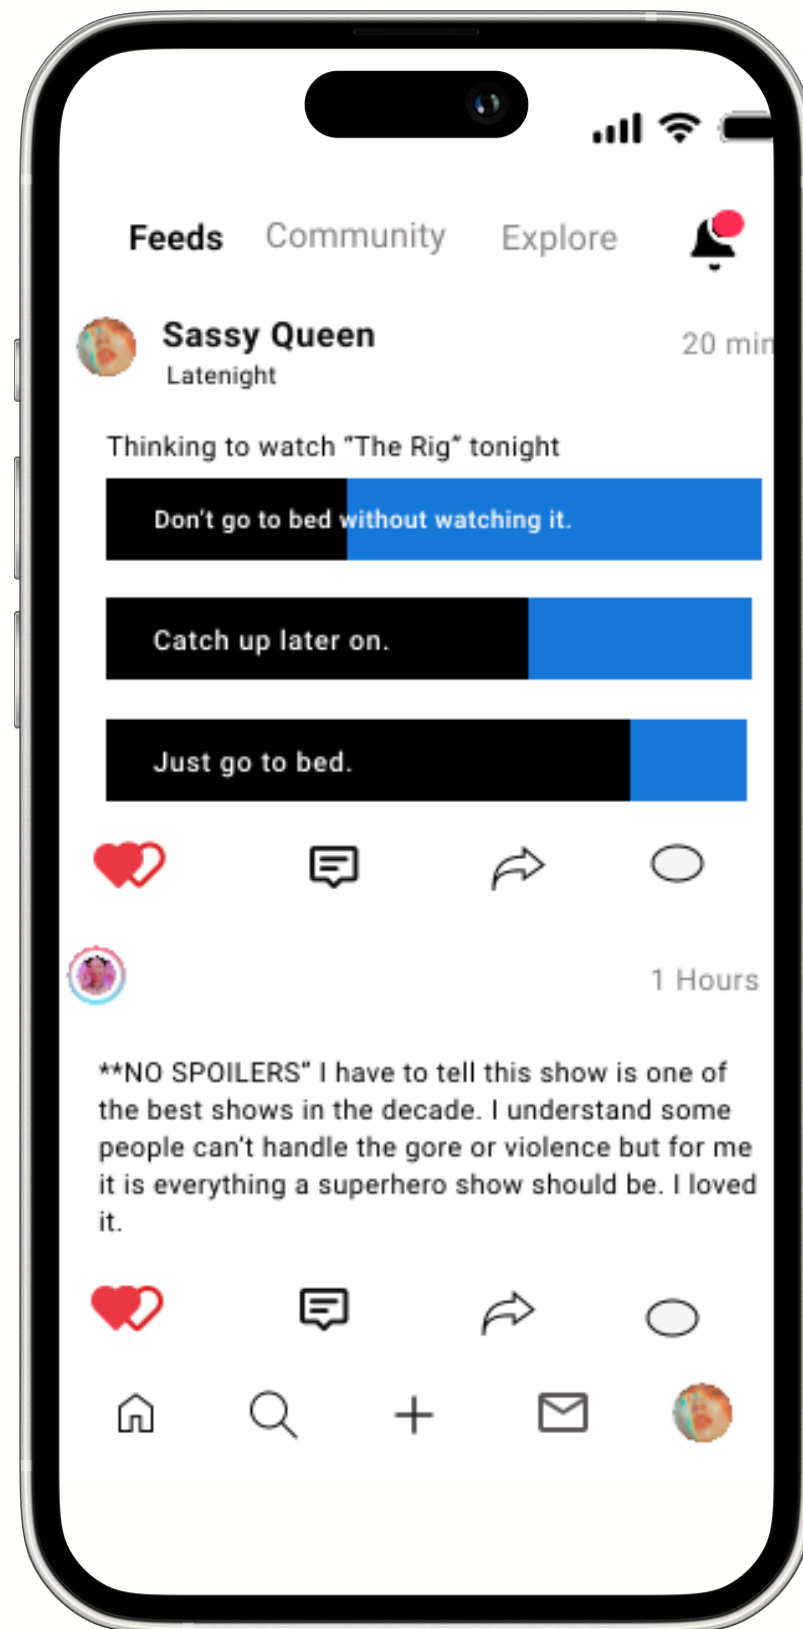 Feeds Community Explore
Sassy Queen
20 min
Latenight
Thinking to watch “The Rig” tonight
Don't go to bed without watching it.
Catch up later on.
Just go to bed.
1 Hours
**NO SPOILERS” I have to tell this show is one of
the best shows in the decade. I understand some
people can't handle the gore or violence but for me
it is everything a superhero show should be. I loved
it.